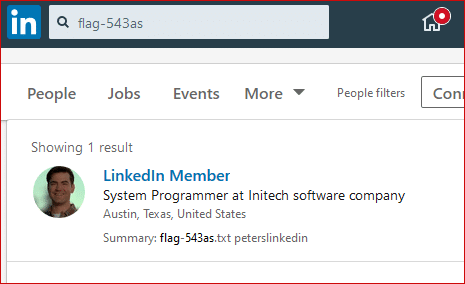 in
flag-543as
People Jobs Events More People filters
Showing 1 result
LinkedIn Member
System Programmer at Initech software company
Austin, Texas, United States
Summary: flag-543as.txt peterslinkedin